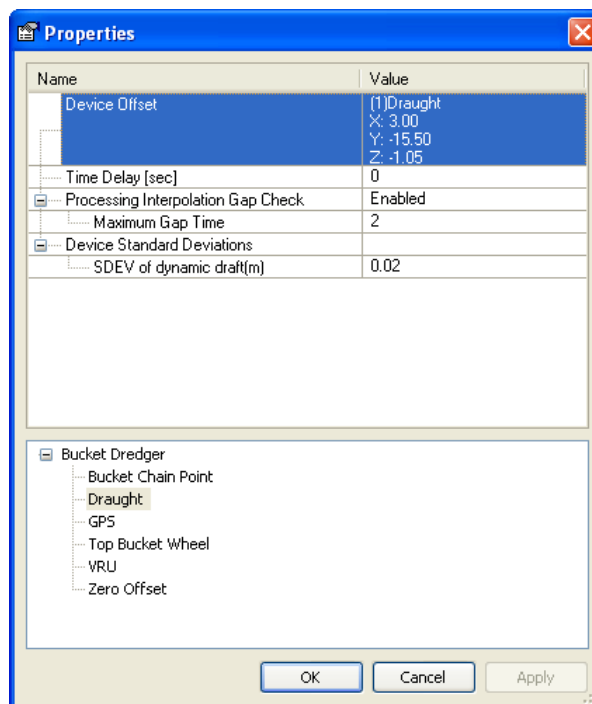 Properties
Name Value
Device Offset (1)Draught
X: 3.00
Y: -15.50
Z: -1.05
Time Delay [sec] 0
Processing Interpolation Gap Check Enabled
Maximum Gap Time 2
Device Standard Deviations
SDEV of dynamic draft(m) 0.02
Bucket Dredger
Bucket Chain Point
Draught
GPS
Top Bucket Wheel
VRU
Zero Offset
OK Cancel Apply